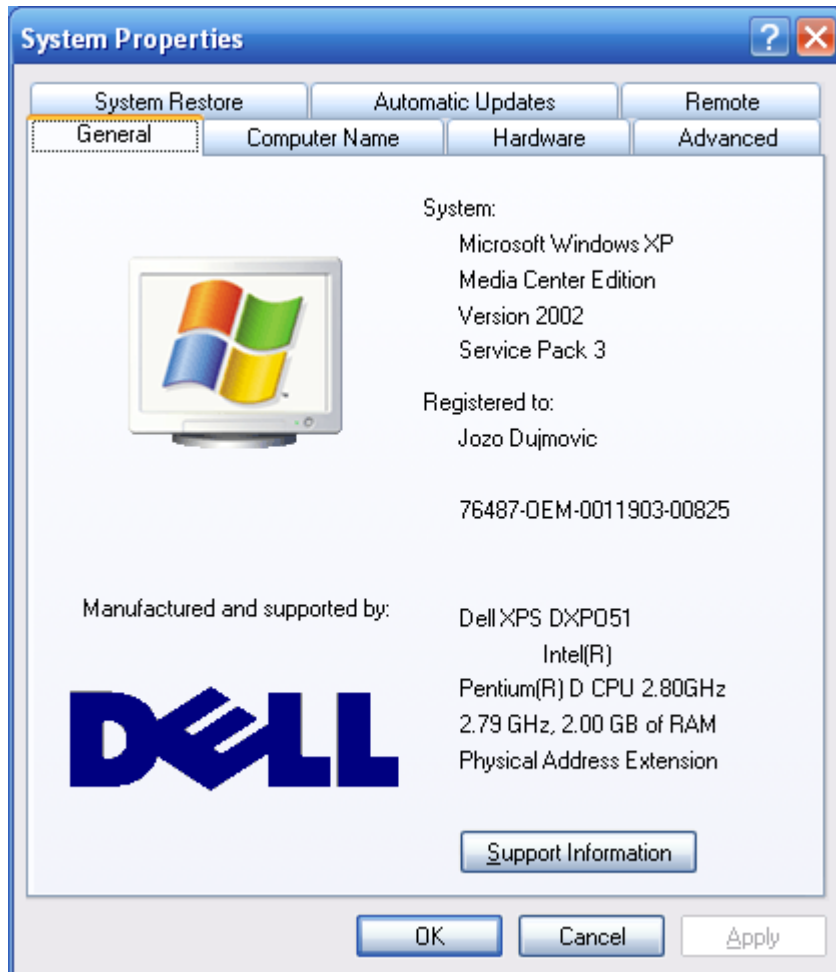 System Properties
System Restore Automatic Updates Remote
General Computer Name Hardware Advanced
System:
Microsoft Windows XP
Media Center Edition
Version 2002
Service Pack 3
Registered to:
Jozo Dujmovic
76487-OEM-0011903-00825
Manufactured and supported by:
Dell XPS DXP051
Intel(R)
Pentium(R) D CPU 2.80GHz
2.79 GHz, 2.00 GB of RAM
Physical Address Extension
DELL
Support Information
OK Cancel Apply